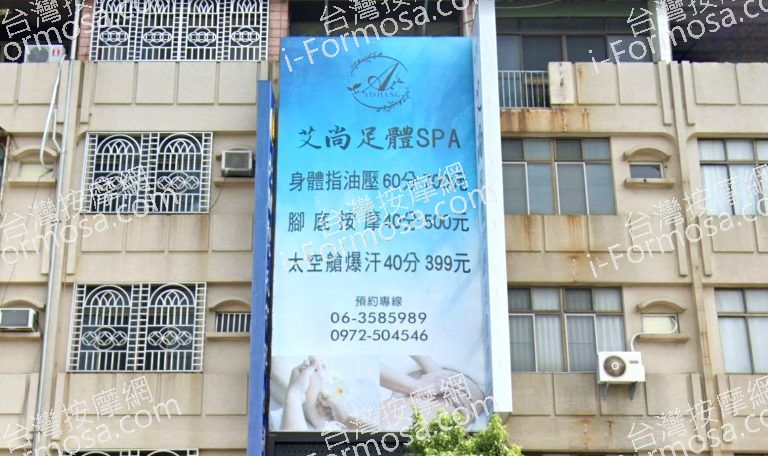 A
AISHANG
艾尚足體SPA
身體指油壓60分
腳底按摩40分500元
太空艙爆汗40分399元
預約專線
06-3585989
0972-504546
台灣按摩網
i-Formosa.com